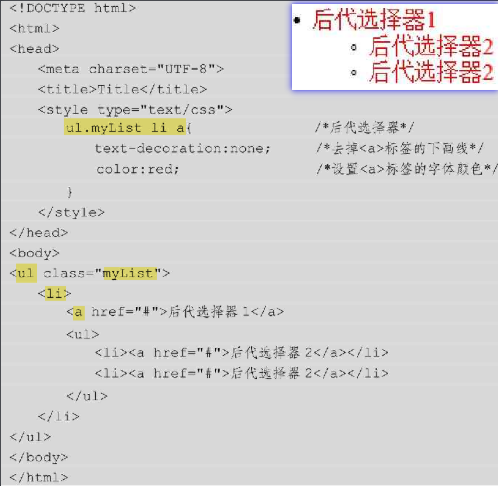 <!DOCTYPE html>
<html>
<head>
<meta charset="UTF-8">
<title>Title</title>
<style type="text/css">
ul.myList li a{ /*后代选择器*/
text-decoration:none; /*去掉<a>标签的下画线*/
color:red; /*设置<a>标签的字体颜色*/
}
</style>
</head>
<body>
<ul class="myList">
<li>
<a href="#">后代选择器1</a>
<ul>
<li><a href="#">后代选择器2</a></li>
<li><a href="#">后代选择器2</a></li>
</ul>
</li>
</ul>
</body>
</html>
后代选择器1
后代选择器2
后代选择器2